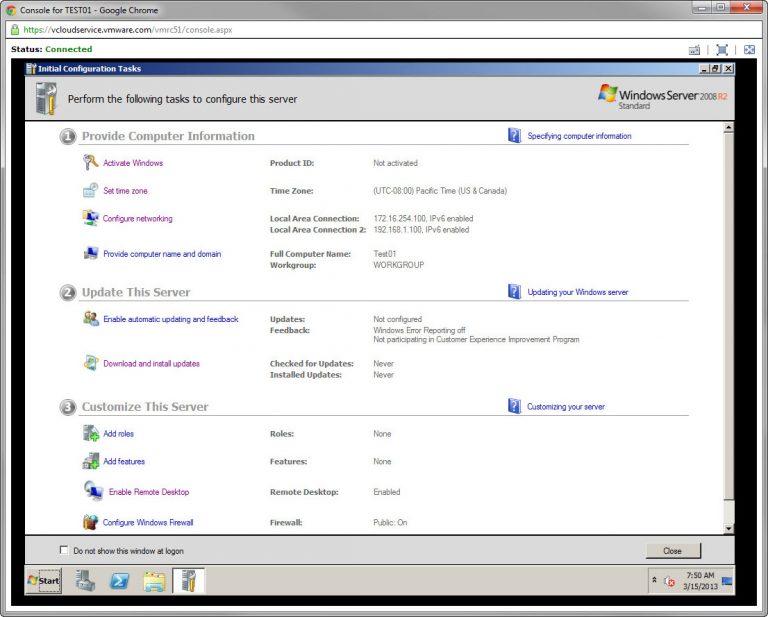 Console for TEST01 - Google Chrome
https://vcloudservice.vmware.com/vmrc51/console.aspx
Status: Connected
Initial Configuration Tasks
Perform the following tasks to configure this server
Windows Server 2008 R2
Standard
1 Provide Computer Information
Specifying computer information
Activate Windows Product ID: Not activated
Set time zone Time Zone: (UTC-08:00) Pacific Time (US & Canada)
Configure networking Local Area Connection: 172.16.254.100, IPv6 enabled
Local Area Connection 2: 192.168.1.100, IPv6 enabled
Provide computer name and domain Full Computer Name: Test01
Workgroup: WORKGROUP
2 Update This Server
Updating your Windows server
Enable automatic updating and feedback Updates: Not configured
Feedback: Windows Error Reporting off
Not participating in Customer Experience Improvement Program
Download and install updates Checked for Updates: Never
Installed Updates: Never
3 Customize This Server
Customizing your server
Add roles Roles: None
Add features Features: None
Enable Remote Desktop Remote Desktop: Enabled
Configure Windows Firewall Firewall: Public: On
Do not show this window at logon
Close
Start
7:50 AM
3/15/2013